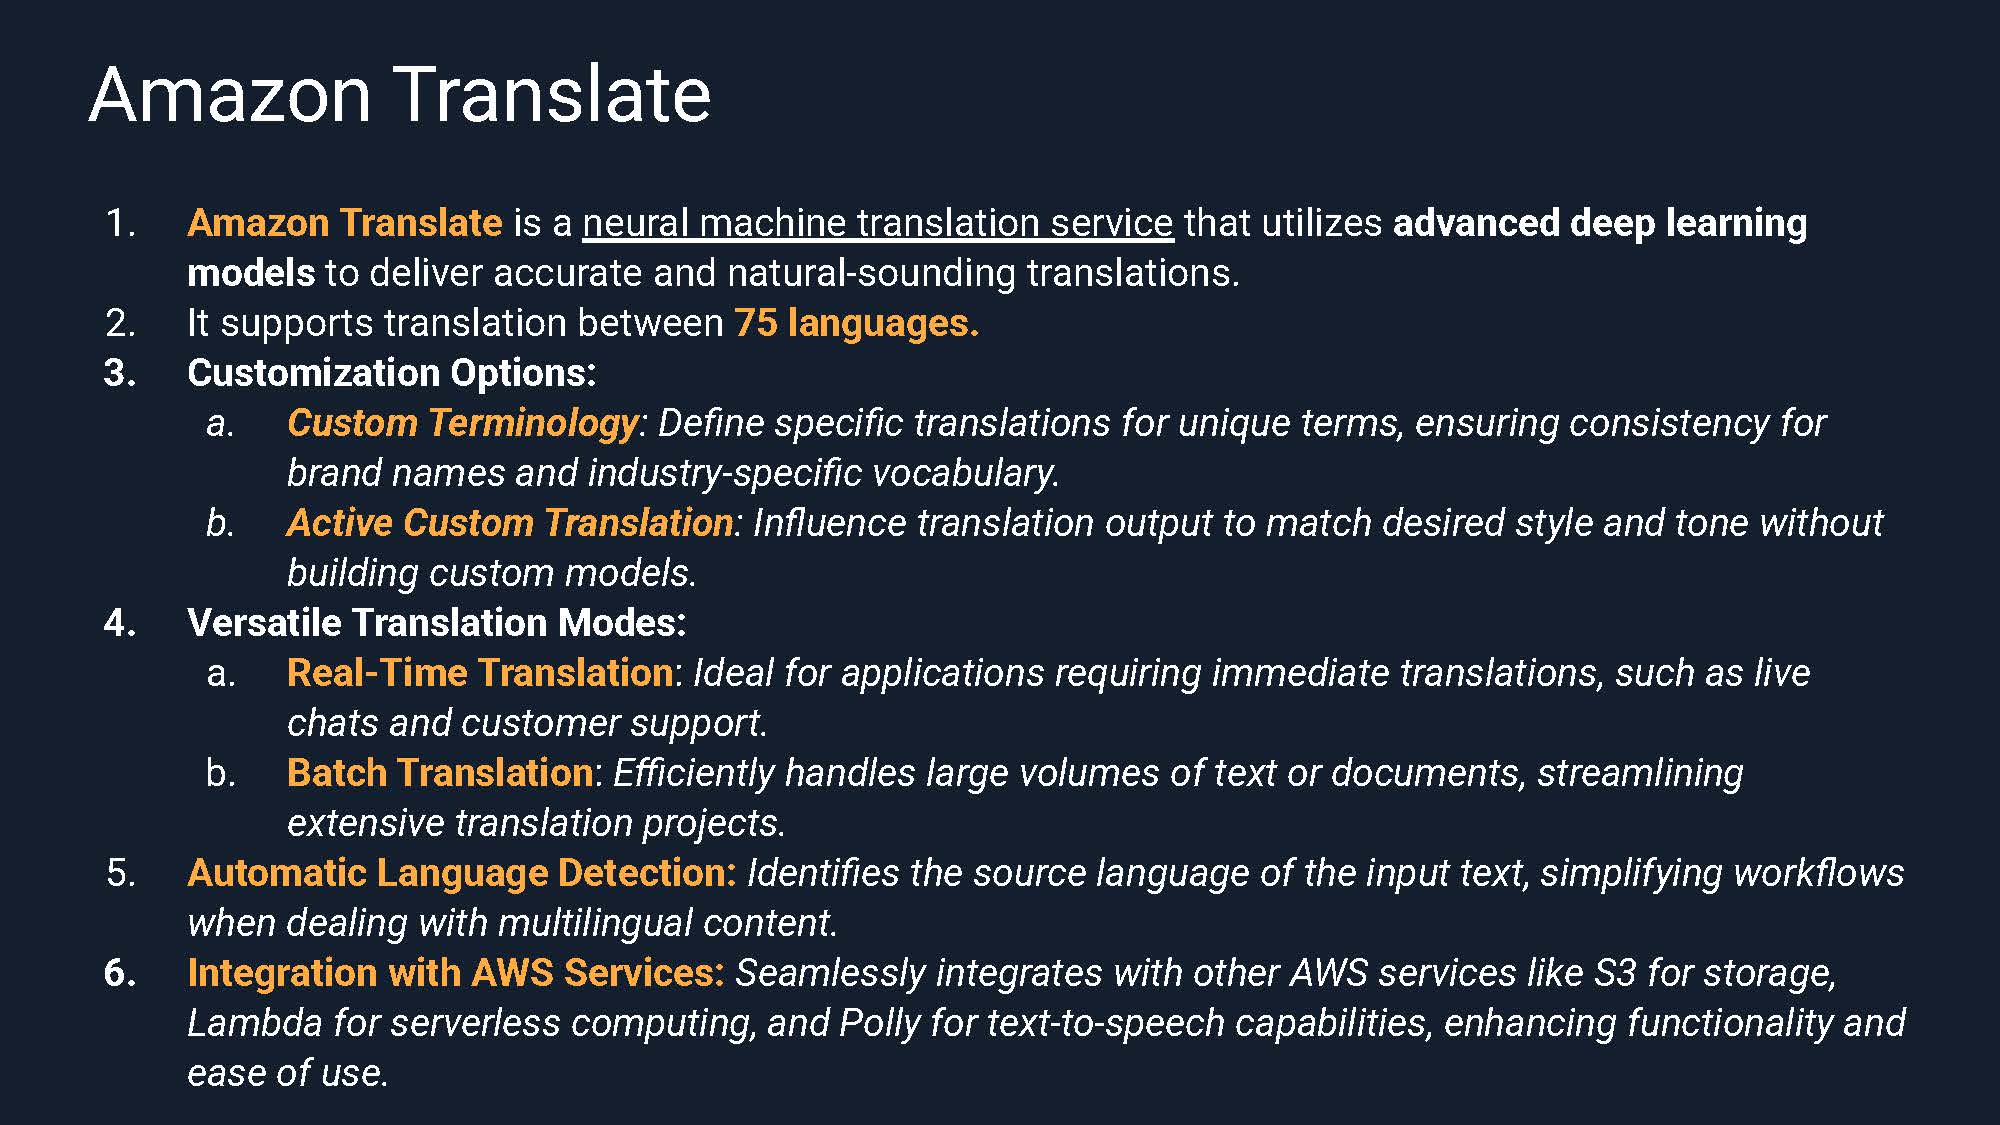 Amazon Translate
1. Amazon Translate is a neural machine translation service that utilizes advanced deep learning
models to deliver accurate and natural-sounding translations.
2. It supports translation between 75 languages.
3. Customization Options:
a. Custom Terminology: Define specific translations for unique terms, ensuring consistency for
brand names and industry-specific vocabulary.
b. Active Custom Translation: Influence translation output to match desired style and tone without
building custom models.
4. Versatile Translation Modes:
a. Real-Time Translation: Ideal for applications requiring immediate translations, such as live
chats and customer support.
b. Batch Translation: Efficiently handles large volumes of text or documents, streamlining
extensive translation projects.
5. Automatic Language Detection: Identifies the source language of the input text, simplifying workflows
when dealing with multilingual content.
6. Integration with AWS Services: Seamlessly integrates with other AWS services like S3 for storage,
Lambda for serverless computing, and Polly for text-to-speech capabilities, enhancing functionality and
ease of use.